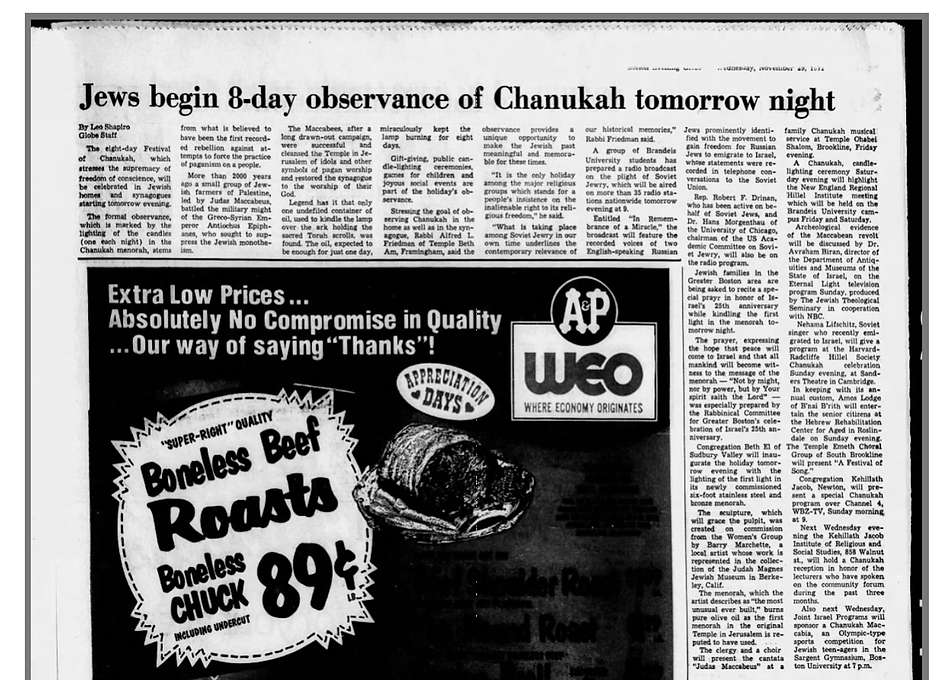 Wednesday, November 29, 1972
Jews begin 8-day observance of Chanukah tomorrow night
By Leo Shapiro
Globe Staff
The eight-day Festival
of Chanukah, which
stresses the supremacy of
freedom of conscience, will
be celebrated in Jewish
homes and synagogues
starting tomorrow evening.
The formal observance,
which is marked by the
lighting of the candles
(one each night) in the
Chanukah menorah, stems
from what is believed to
have been the first record-
ed rebellion against at-
tempts to force the practice
of paganism on a people.
More than 2000 years
ago a small group of Jew-
ish farmers of Palestine,
led by Judas Maccabeus,
defeated the military might
of the Greco-Syrian Em-
peror Antiochus Epiph-
anes, who sought to sup-
press the Jewish monothe-
ism.
The Maccabees, after a
long drawn-out campaign,
were successful and
cleansed the Temple in Je-
rusalem of idols and other
symbols of pagan worship
and restored the synagogue
to the worship of their
God.
Legend has it that only
one undefiled container of
oil, used to kindle the lamp
over the ark holding the
sacred Torah scrolls, was
found. The oil, expected to
be enough for just one day,
miraculously kept the
lamp burning for eight
days.
Gift-giving, public can-
dle-lighting ceremonies,
games for children and
joyous social events are
part of the holiday's ob-
servance.
Stressing the goal of ob-
serving Chanukah in the
home as well as in the syn-
agogue, Rabbi Alfred L.
Friedman of Temple Beth
Am, Framingham, said the
observance provides a
unique opportunity to
make the Jewish past
meaningful and memora-
ble for these times.
"It is the only holiday
among the major religious
groups which stands for a
people's insistence on the
inalienable right to its reli-
gious freedom," he said.
"What is taking place
among Soviet Jewry in our
own time underlines the
contemporary relevance of
our historical memories,"
Rabbi Friedman said.
A group of Brandeis
University students has
prepared a radio broadcast
on the plight of Soviet
Jewry, which will be aired
on more than 35 radio sta-
tions nationwide tomorrow
evening at 9.
Entitled "In Remem-
brance of a Miracle," the
broadcast will feature the
recorded voices of two
English-speaking Russian
Jews prominently identi-
fied with the movement to
gain freedom for Russian
Jews to emigrate to Israel,
whose statements were re-
corded in telephone con-
versations to the Soviet
Union.
Rep. Robert F. Drinan,
who has been active on be-
half of Soviet Jews, and
Dr. Hans Morgenthau of
the University of Chicago,
chairman of the US Aca-
demic Committee on Sovi-
et Jewry, will also be on
the radio program.
Jewish families in the
Greater Boston area are
being asked to recite a spe-
cial prayr in honor of Is-
rael's 25th anniversary
while kindling the first
light in the menorah to-
morrow night.
The prayer, expressing
the hope that peace will
come to Israel and that all
mankind will become wit-
ness to the message of the
menorah — "Not by might,
nor by power, but by Your
spirit saith the Lord" —
was especially prepared by
the Rabbinical Committee
for Greater Boston's cele-
bration of Israel's 25th an-
niversary.
Congregation Beth El of
Sudbury Valley will inau-
gurate the holiday tomor-
row evening with the
lighting of the first light in
its newly commissioned
six-foot stainless steel and
bronze menorah.
The sculpture, which
will grace the pulpit, was
created on commission
from the Women's Group
by Barry Marchette, a
local artist whose work is
represented in the collec-
tion of the Judah Magnes
Jewish Museum in Berke-
ley, Calif.
The menorah, which the
artist describes as "the most
unusual ever built," burns
pure olive oil as the first
menorah in the original
Temple in Jerusalem is re-
puted to have used.
The clergy and a choir
will present the cantata
"Judas Maccabeus" at a
family Chanukah musical
service at Temple Ohabei
Shalom, Brookline, Friday
evening.
A Chanukah, candle-
lighting ceremony Satur-
day evening will highlight
the New England Regional
Hillel Institute meeting
which will be held on the
Brandeis University cam-
pus Friday and Saturday.
Archeological evidence
of the Maccabean revolt
will be discussed by Dr.
Avraham Biran, director of
the Department of Antiq-
uities and Museums of the
State of Israel, on the
Eternal Light television
program Sunday, produced
by The Jewish Theological
Seminary in cooperation
with NBC.
Nehama Lifschitz, Soviet
singer who recently emi-
grated to Israel, will give a
program at the Harvard-
Radcliffe Hillel Society
Chanukah celebration
Sunday evening, at Sand-
ers Theatre in Cambridge.
In keeping with its an-
nual custom, Amos Lodge
of B'nai B'rith will enter-
tain the senior citizens at
the Hebrew Rehabilitation
Center for Aged in Roslin-
dale on Sunday evening.
The Temple Emeth Choral
Group of South Brookline
will present "A Festival of
Song."
Congregation Kehillath
Jacob, Newton, will pre-
sent a special Chanukah
program over Channel 4,
WBZ-TV, Sunday morning
at 9.
Next Wednesday eve-
ning the Kehillath Jacob
Institute of Religious and
Social Studies, 858 Walnut
st., will hold a Chanukah
reception in honor of the
lecturers who have spoken
on the community forum
during the past three
months.
Also next Wednesday,
Joint Israel Programs will
sponsor a Chanukah Mac-
cabia, an Olympic-type
sports competition for
Jewish teen-agers in the
Sargent Gymnasium, Bos-
ton University at 7 p.m.
Extra Low Prices...
Absolutely No Compromise in Quality
...Our way of saying "Thanks"!
A&P
WEO
WHERE ECONOMY ORIGINATES
APPRECIATION
DAYS
"SUPER-RIGHT" QUALITY
Boneless Beef
Roasts
Boneless
CHUCK
89¢
LB.
INCLUDING UNDERCUT